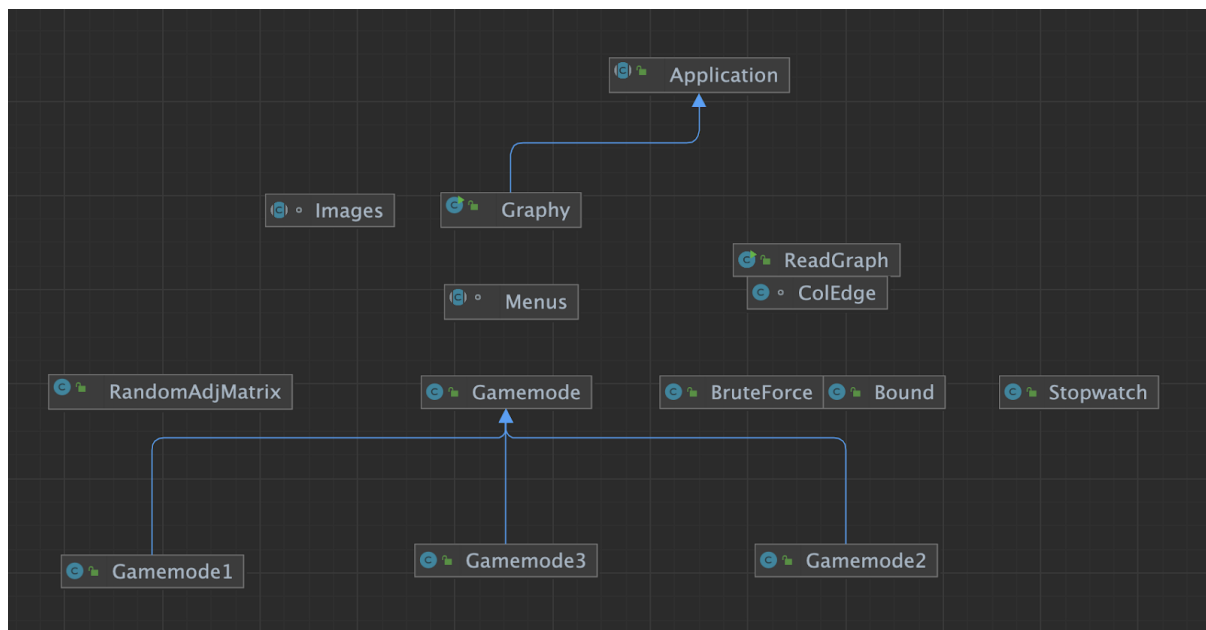 Application
Images
Graphy
ReadGraph
ColEdge
Menus
RandomAdjMatrix
Gamemode
BruteForce
Bound
Stopwatch
Gamemode1
Gamemode3
Gamemode2